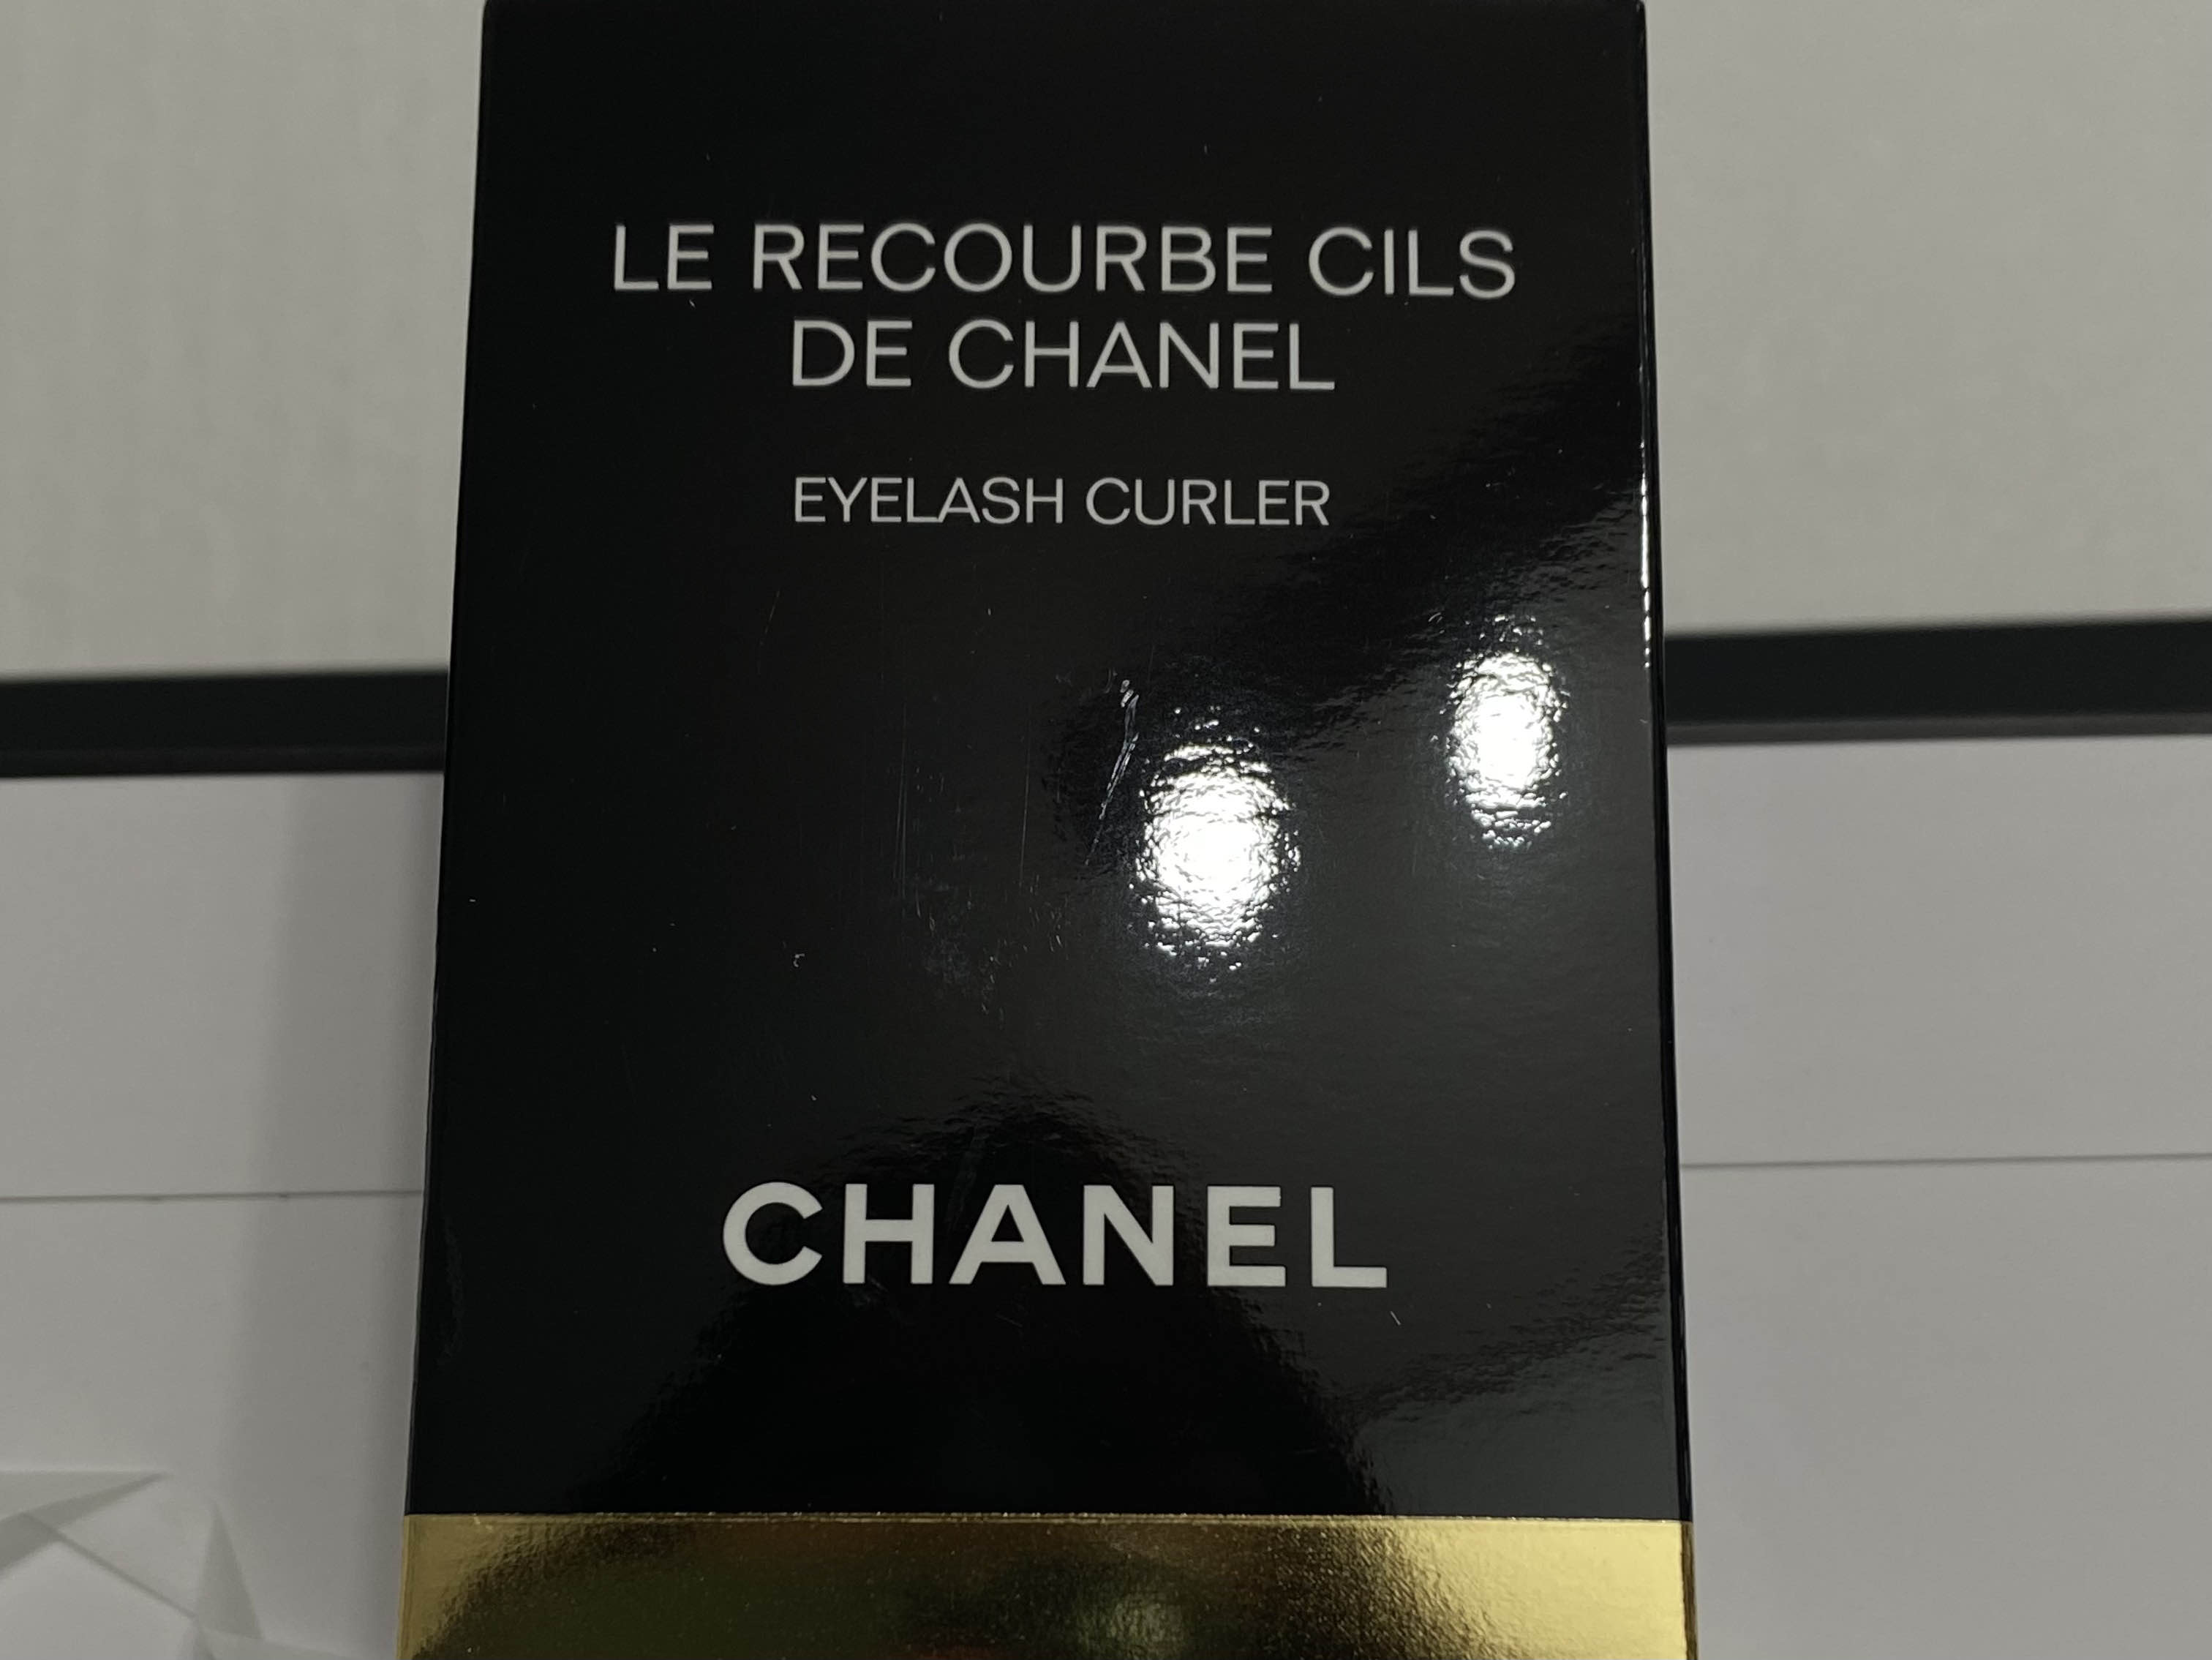 LE RECOURBE CILS
DE CHANEL
EYELASH CURLER
CHANEL